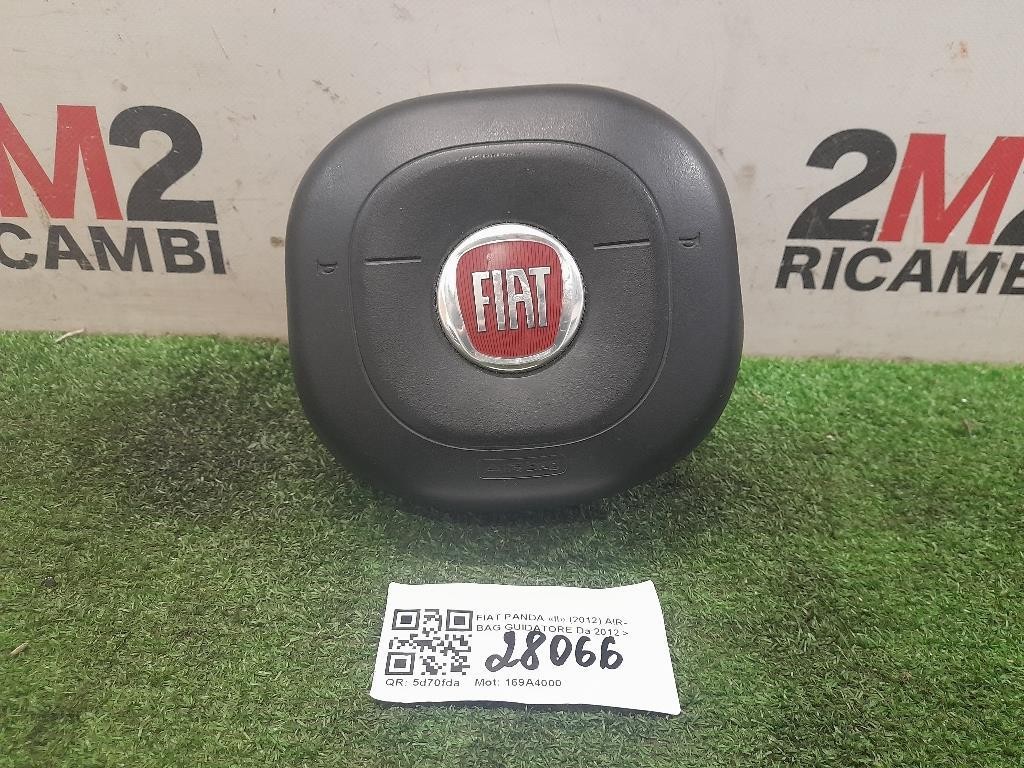 2M2
RICAMBI
2M2
RICAMBI
FIAT
AIRBAG
FIAT PANDA «II» (2012) AIR-
BAG GUIDATORE Da 2012 >
28066
QR: 5d70fda Mot: 169A4000